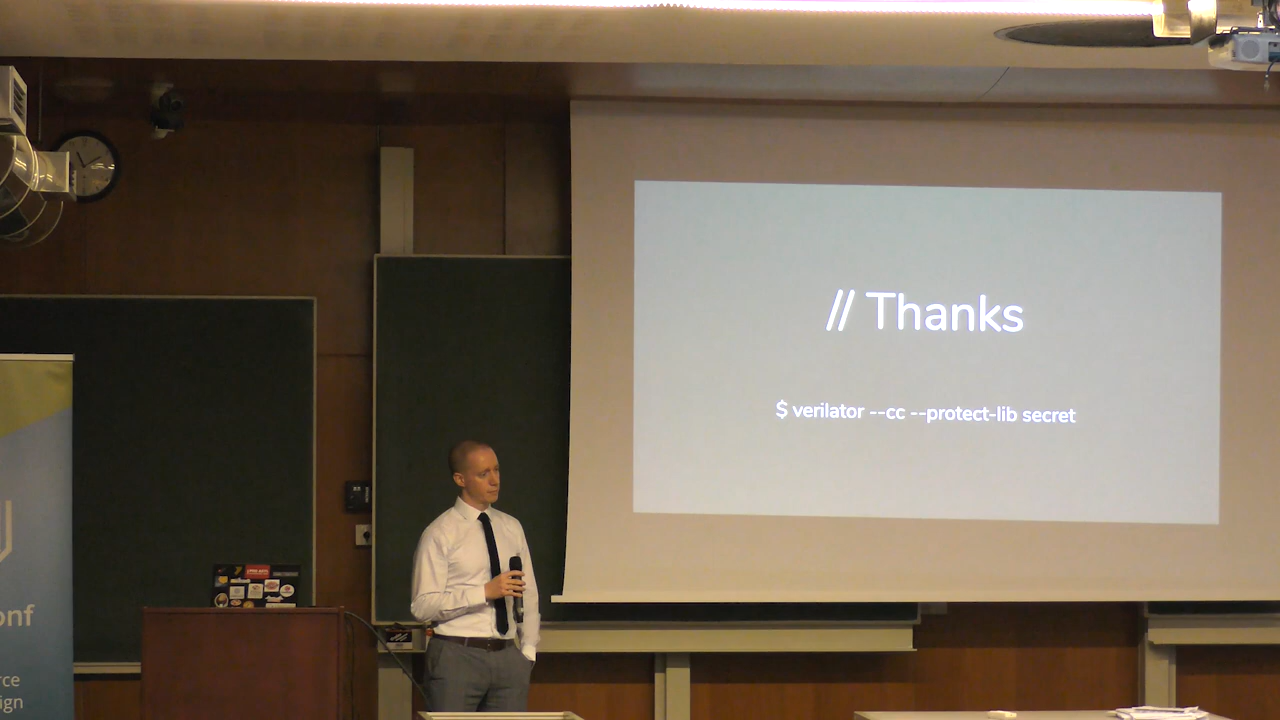 // Thanks
$ verilator --cc --protect-lib secret
onf
rce
ign